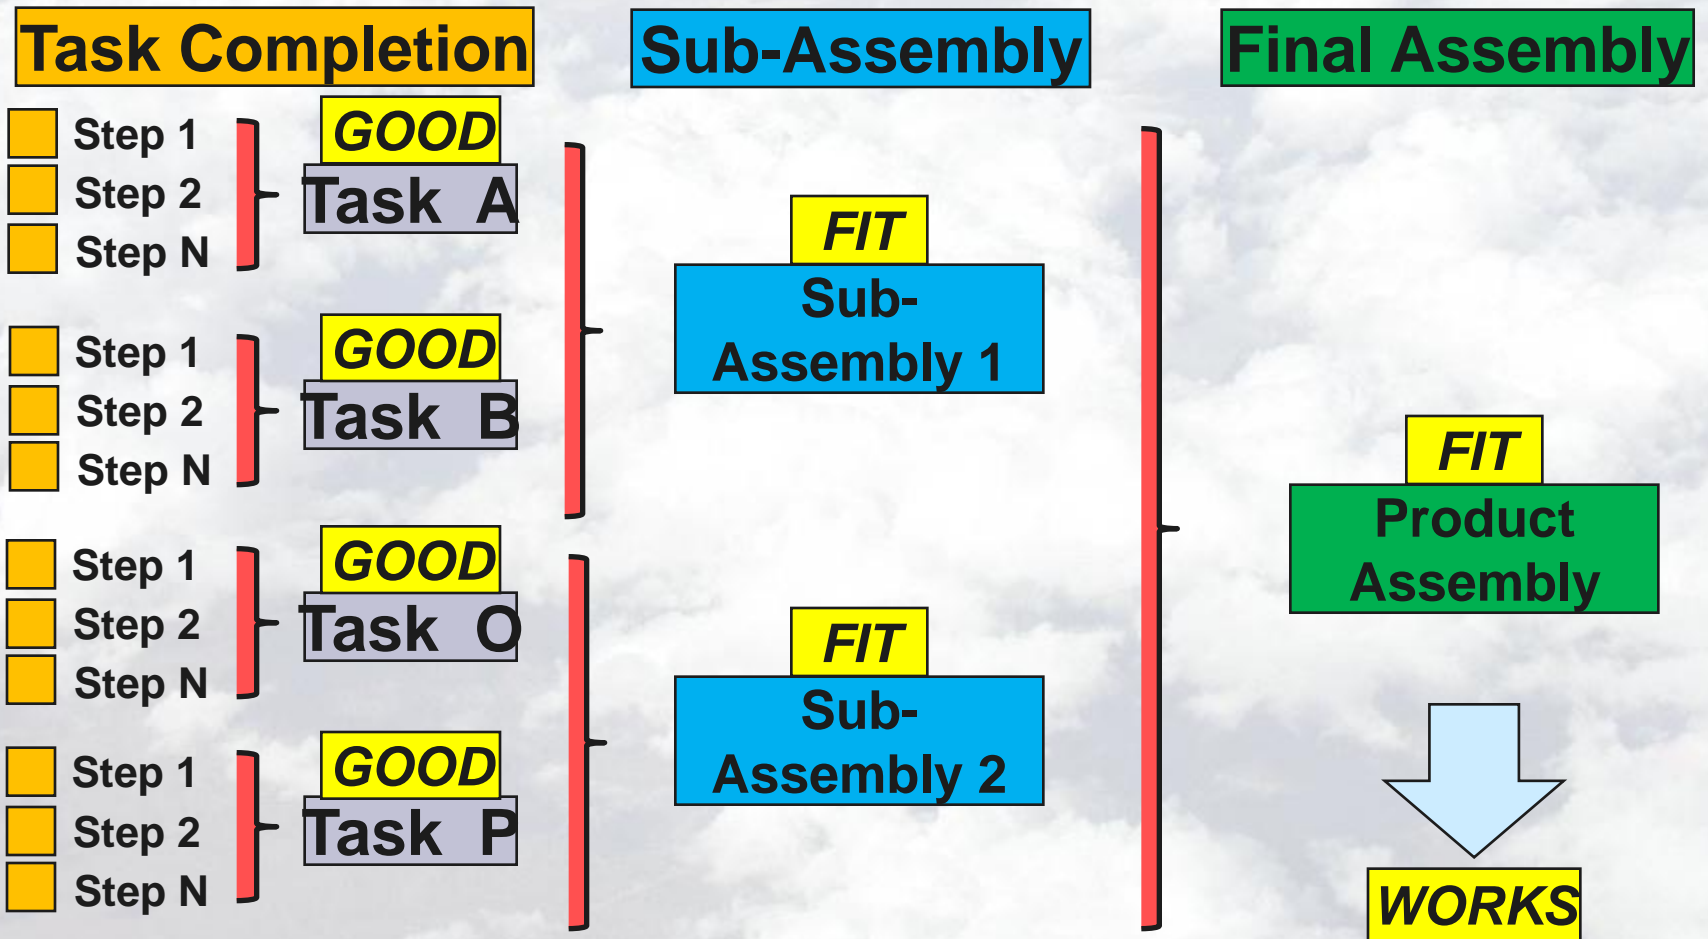 Task Completion
Step 1
Step 2
Step N
GOOD
Task A
Step 1
Step 2
Step N
GOOD
Task B
Step 1
Step 2
Step N
GOOD
Task O
Step 1
Step 2
Step N
GOOD
Task P
Sub-Assembly
FIT
Sub-
Assembly 1
FIT
Sub-
Assembly 2
Final Assembly
FIT
Product
Assembly
WORKS